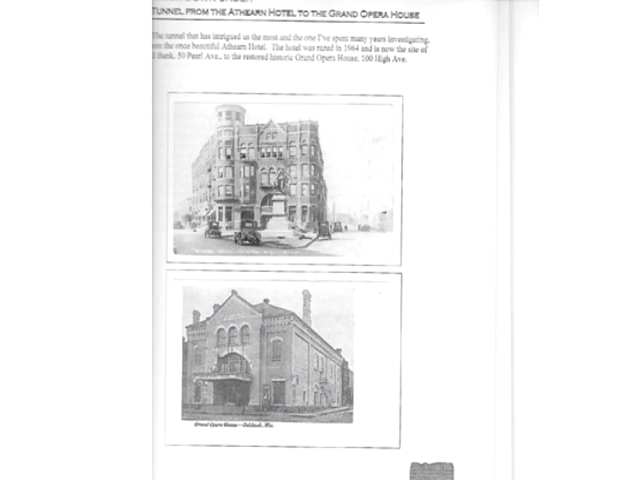 TUNNEL FROM THE ATHEARN HOTEL TO THE GRAND OPERA HOUSE
The tunnel that has intrigued us the most and the one I've spent many years investigating,
the once beautiful Athearn Hotel. The hotel was razed in 1964 and is now the site of
Bank, 50 Pearl Ave., to the restored historic Grand Opera House, 100 High Ave.
Grand Opera House—Oshkosh, Wis.